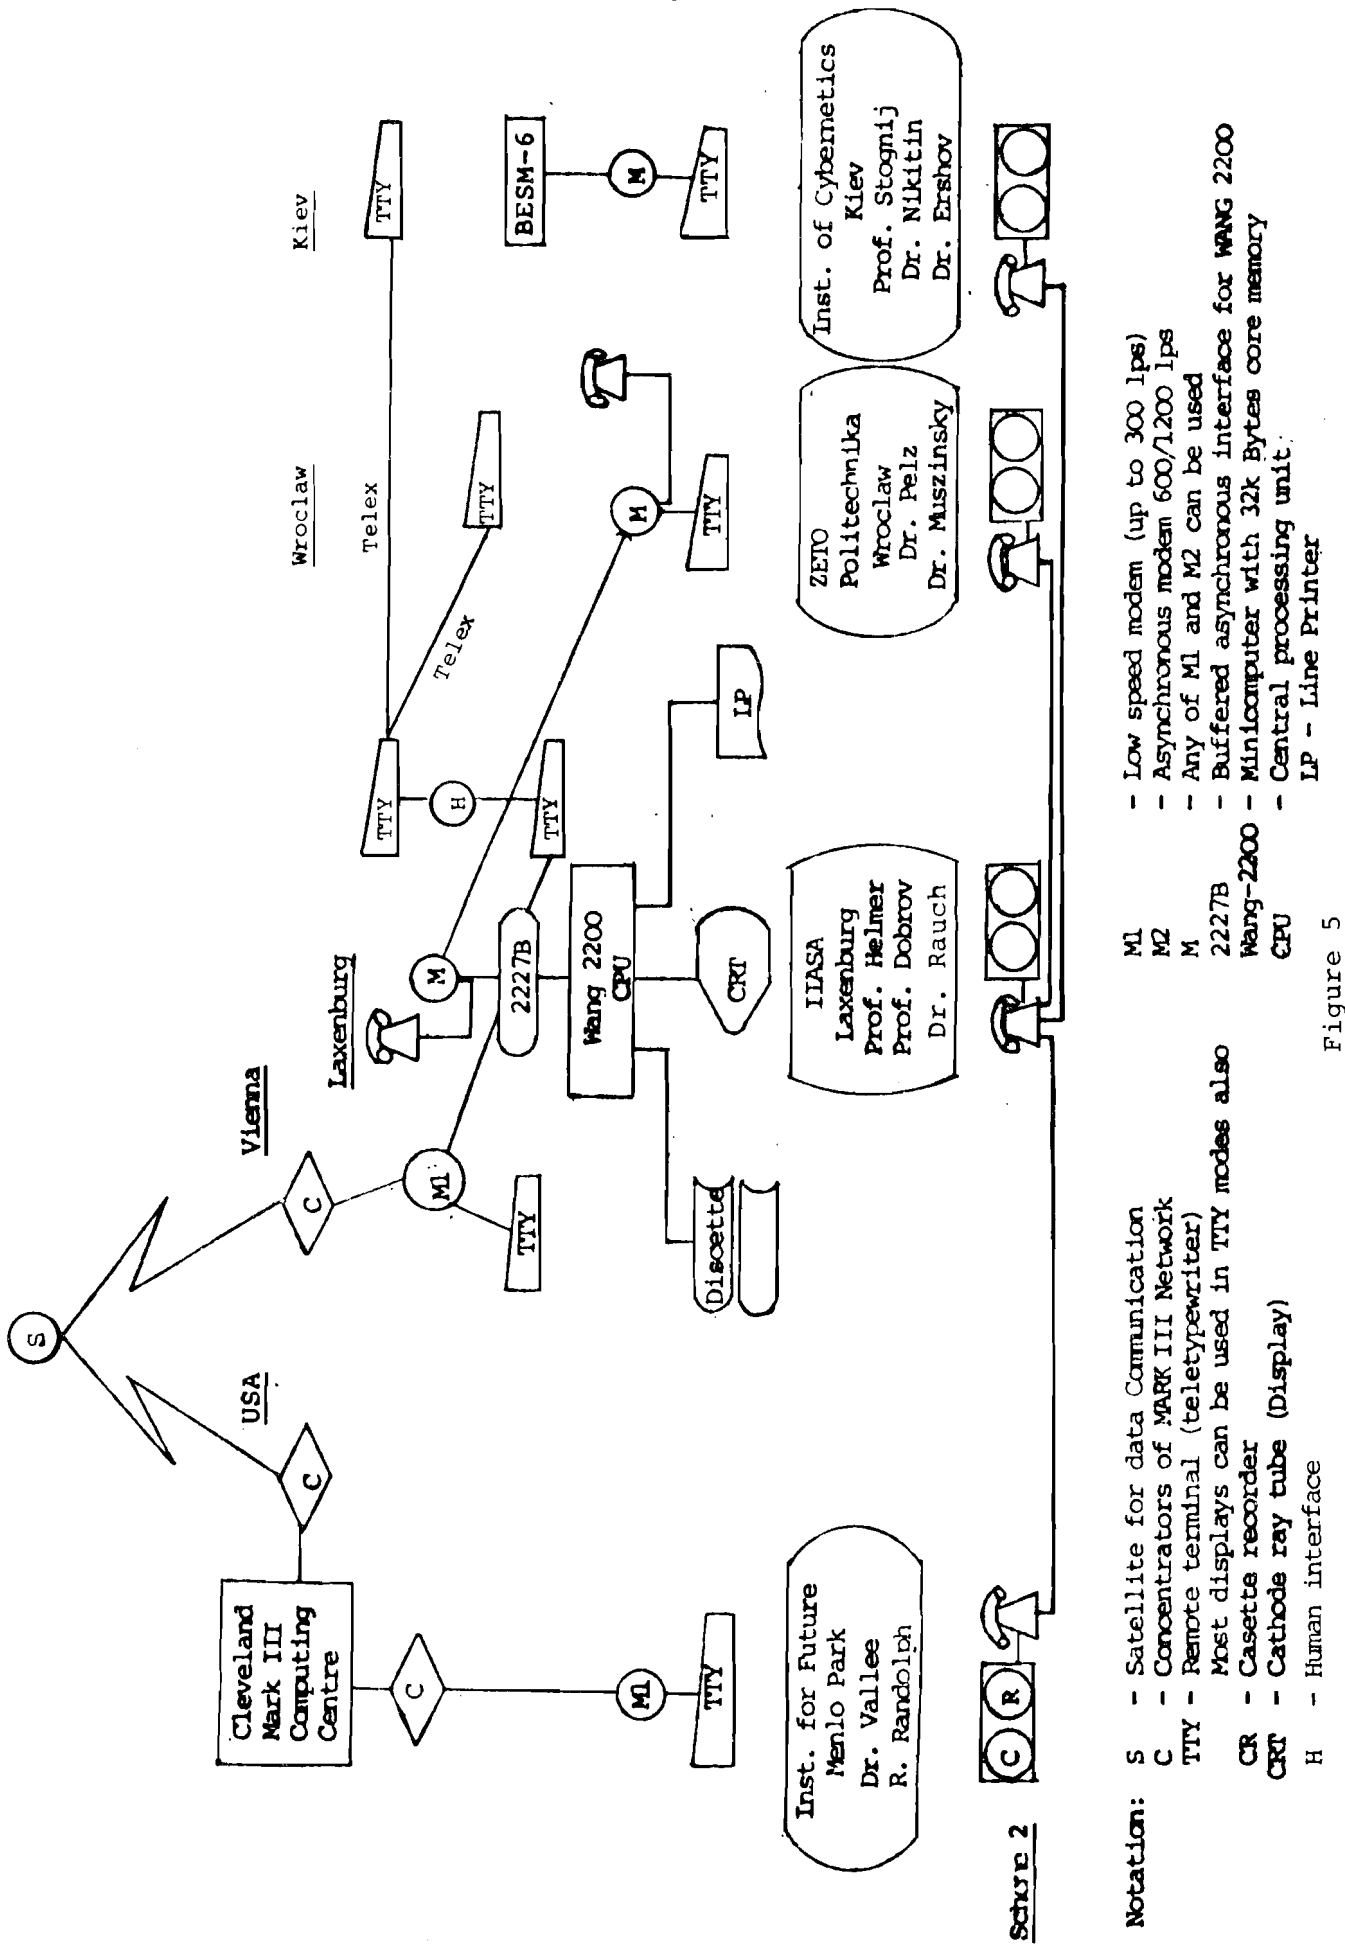 S
USA
Vienna
Laxenburg
Wroclaw
Kiev
Cleveland
Mark III
Computing
Centre
C
C
C
M1
TTY
M1
TTY
M
2227B
Wang 2200
CPU
Discette
CRT
LP
TTY
H
TTY
Telex
Telex
TTY
TTY
M
TTY
BESM-6
M
TTY
Inst. for Future
Menlo Park
Dr. Vallee
R. Randolph
IIASA
Laxenburg
Prof. Helmer
Prof. Dobrov
Dr. Rauch
ZETO
Politechnika
Wroclaw
Dr. Pelz
Dr. Muszinsky
Inst. of Cybernetics
Kiev
Prof. Stognij
Dr. Nikitin
Dr. Ershov
C R
Scheme 2
Notation: S - Satellite for data Communication
C - Concentrators of MARK III Network
TTY - Remote terminal (teletypewriter)
Most displays can be used in TTY modes also
CR - Casette recorder
CRT - Cathode ray tube (Display)
H - Human interface
M1 - Low speed modem (up to 300 lps)
M2 - Asynchronous modem 600/1200 lps
M - Any of M1 and M2 can be used
2227B - Buffered asynchronous interface for WANG 2200
Wang-2200 - Minicomputer with 32k Bytes core memory
CPU - Central processing unit
LP - Line Printer
Figure 5